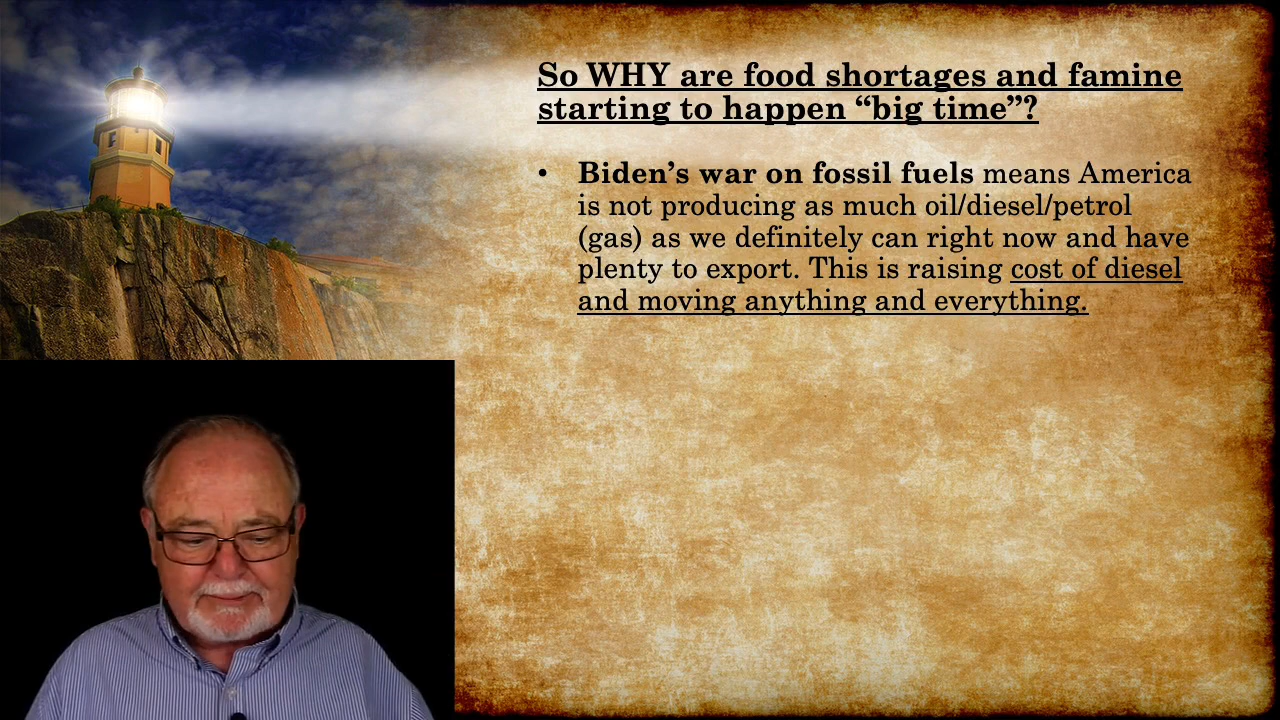 So WHY are food shortages and famine
starting to happen “big time”?
• Biden’s war on fossil fuels means America
is not producing as much oil/diesel/petrol
(gas) as we definitely can right now and have
plenty to export. This is raising cost of diesel
and moving anything and everything.